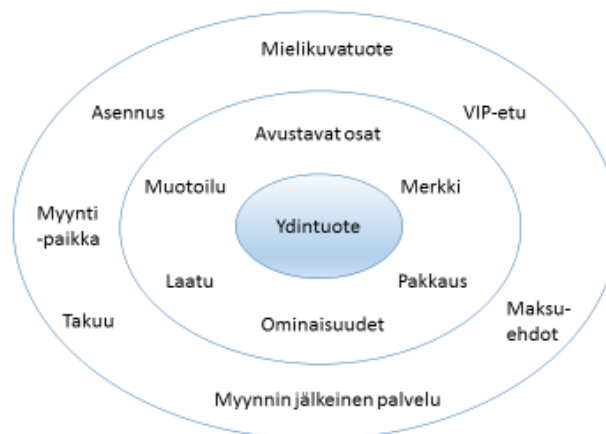 Mielikuvatuote
Asennus
VIP-etu
Avustavat osat
Muotoilu
Merkki
Myynti
-paikka
Ydintuote
Laatu
Pakkaus
Takuu
Ominaisuudet
Maksu-
ehdot
Myynnin jälkeinen palvelu